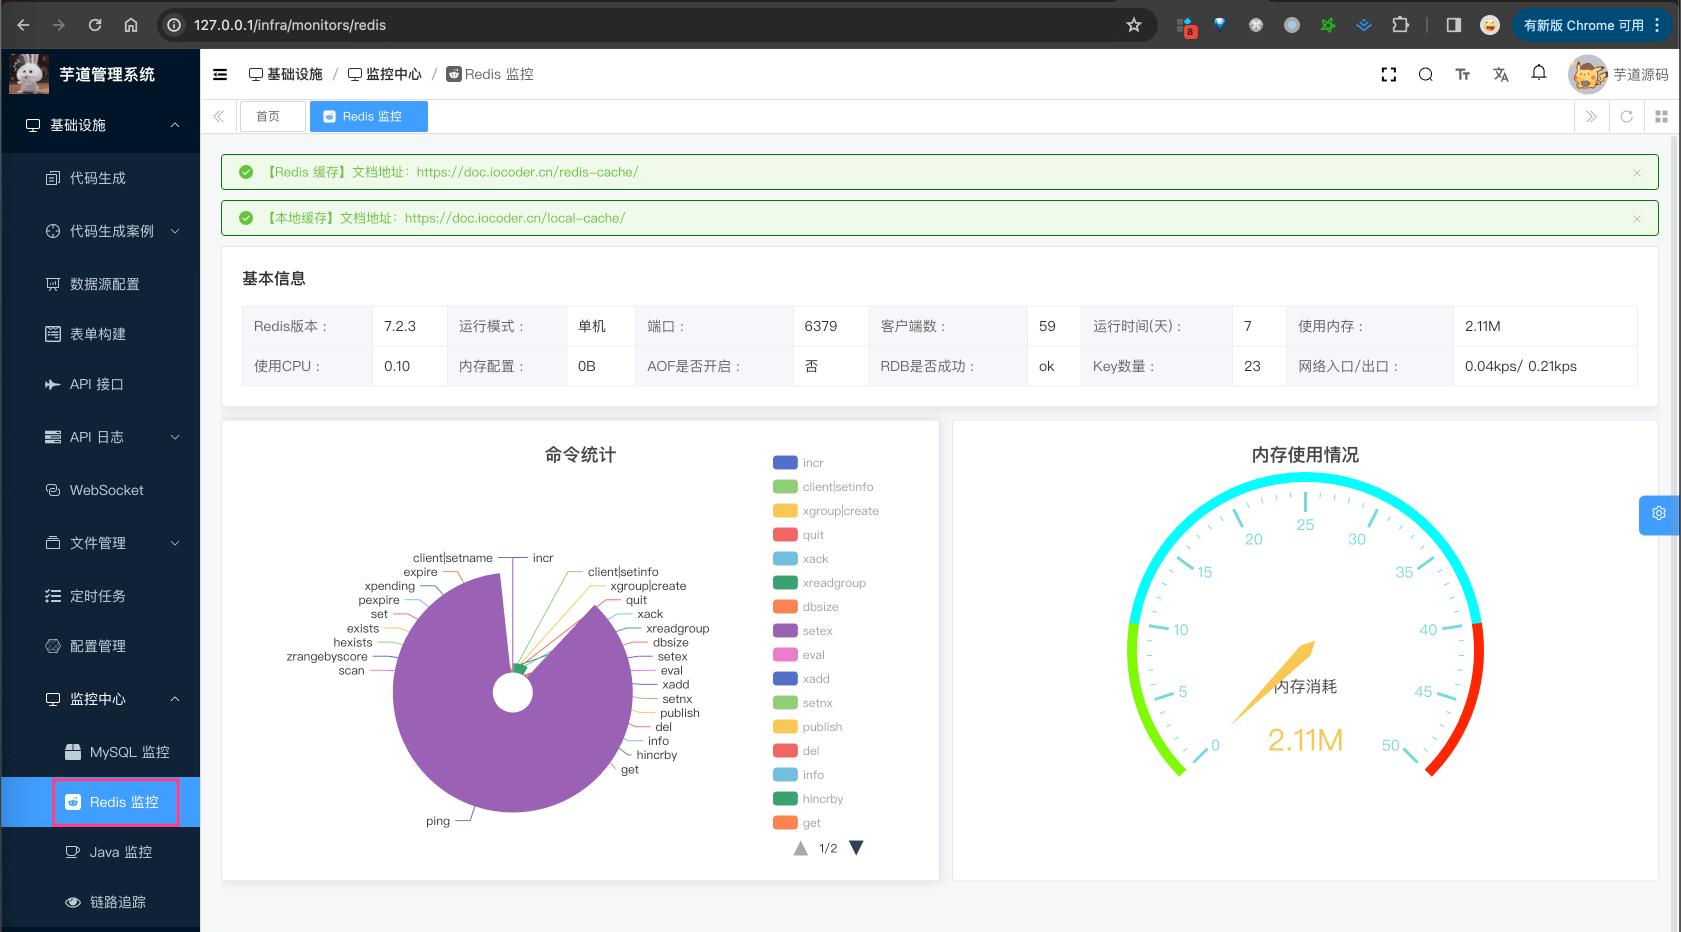 127.0.0.1/infra/monitors/redis
8
有新版 Chrome 可用
芋道管理系统
基础设施 / 监控中心 / Redis 监控
芋道源码
首页
Redis 监控
基础设施
代码生成
代码生成案例
数据源配置
表单构建
API 接口
API 日志
WebSocket
文件管理
定时任务
配置管理
监控中心
MySQL 监控
Redis 监控
Java 监控
链路追踪
【Redis 缓存】文档地址：https://doc.iocoder.cn/redis-cache/
【本地缓存】文档地址：https://doc.iocoder.cn/local-cache/
基本信息
Redis版本： 7.2.3 运行模式： 单机 端口： 6379 客户端数： 59 运行时间(天)： 7 使用内存： 2.11M
使用CPU： 0.10 内存配置： 0B AOF是否开启： 否 RDB是否成功： ok Key数量： 23 网络入口/出口： 0.04kps/ 0.21kps
命令统计
client|setname
expire
xpending
pexpire
set
exists
hexists
zrangebyscore
scan
ping
incr
client|setinfo
xgroup|create
quit
xack
xreadgroup
dbsize
setex
eval
xadd
setnx
publish
del
info
hincrby
get
incr
client|setinfo
xgroup|create
quit
xack
xreadgroup
dbsize
setex
eval
xadd
setnx
publish
del
info
hincrby
get
1/2
内存使用情况
0
5
10
15
20
25
30
35
40
45
50
内存消耗
2.11M